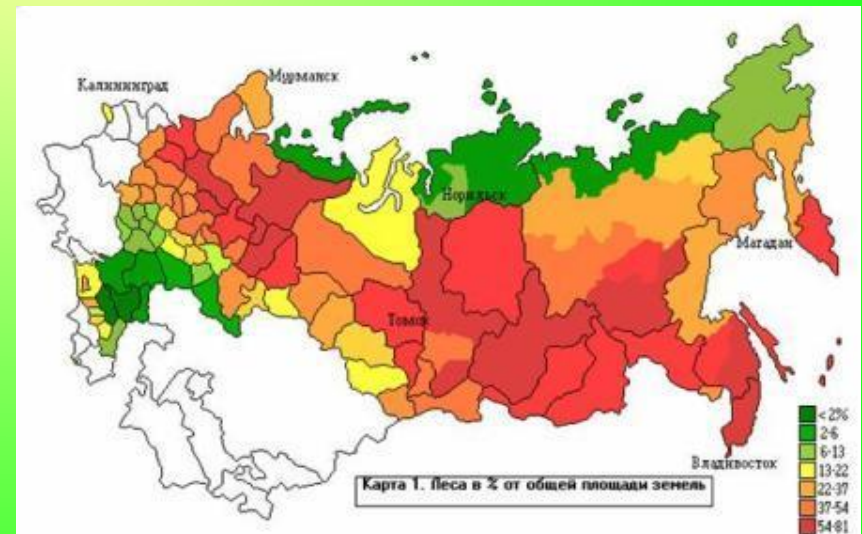 Калининград
Мурманск
Норильск
Магадан
Томск
Владивосток
Карта 1. Леса в % от общей площади земель
< 2%
2-6
6-13
13-22
22-37
37-54
54-81